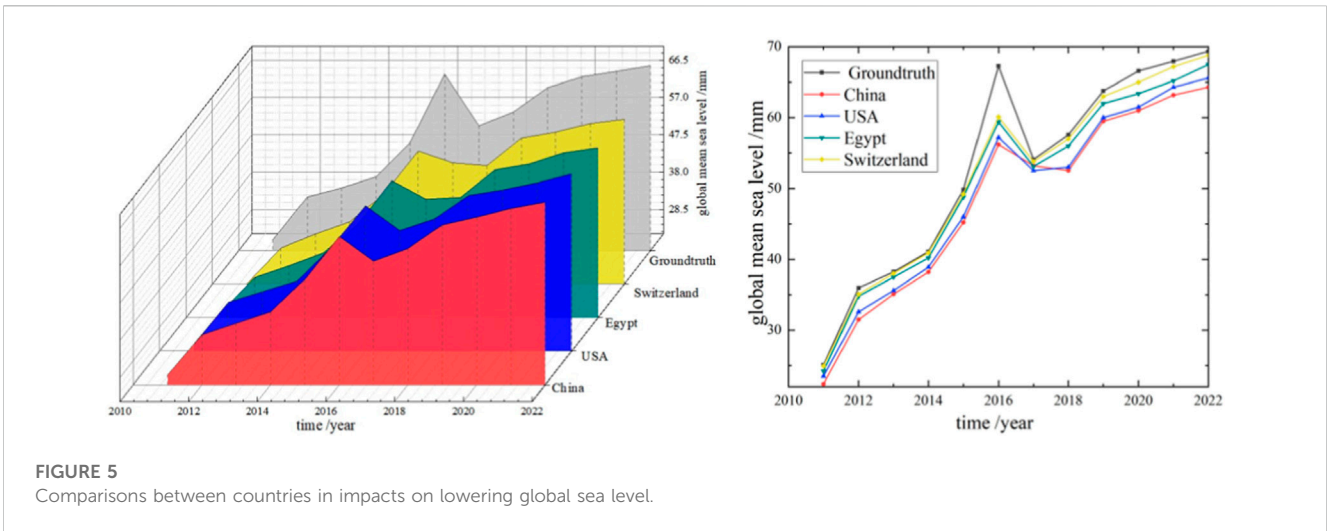 66.5
57.0
47.5
38.0
28.5
global mean sea level /mm
Groundtruth
Switzerland
Egypt
USA
China
2010
2012
2014
2016
2018
2020
2022
time /year
70
60
50
40
30
global mean sea level /mm
Groundtruth
China
USA
Egypt
Switzerland
2010
2012
2014
2016
2018
2020
2022
time /year
FIGURE 5
Comparisons between countries in impacts on lowering global sea level.